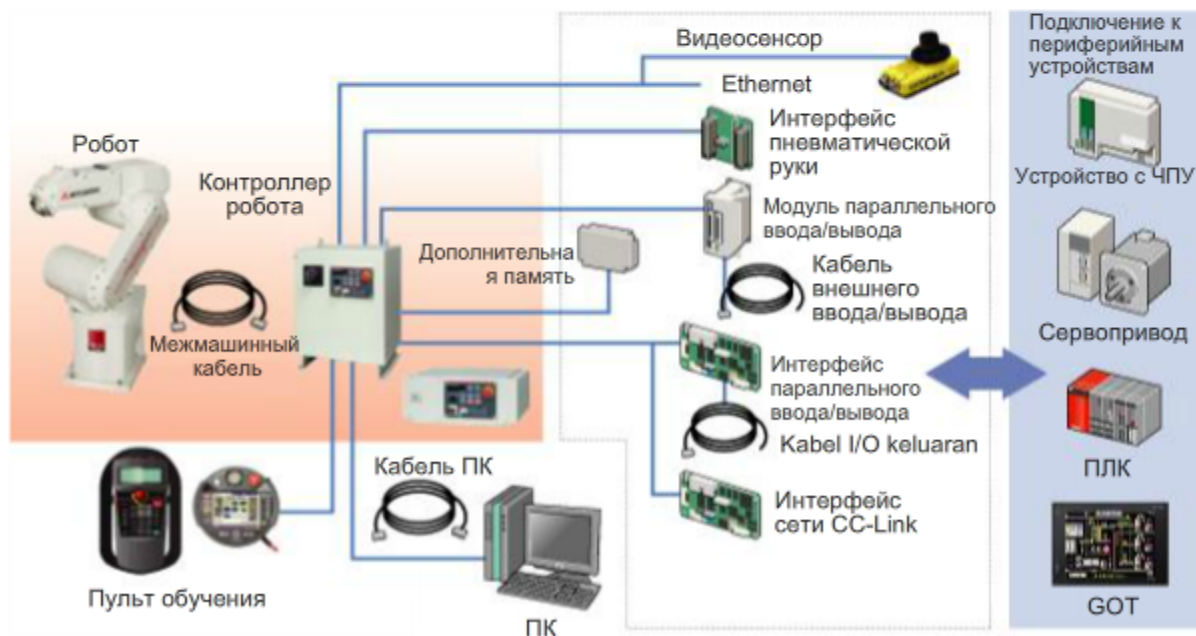 Видеосенсор
Ethernet
Интерфейс
пневматической
руки
Робот
Контроллер
робота
Модуль параллельного
ввода/вывода
Дополнительна
я память
Кабель
внешнего
ввода/вывода
Межмашинный
кабель
Интерфейс
параллельного
ввода/вывода
Kabel I/O keluaran
Кабель ПК
Интерфейс
сети CC-Link
Пульт обучения
ПК
Подключение к
периферийным
устройствам
Устройство с ЧПУ
Сервопривод
ПЛК
GOT